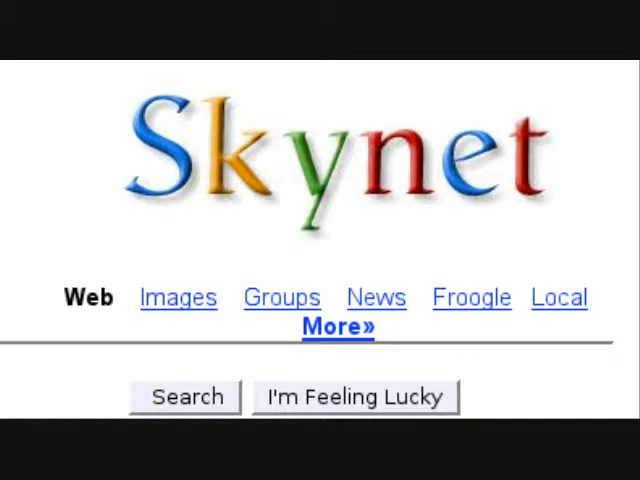 Skynet
Web Images Groups News Froogle Local
More»
Search I'm Feeling Lucky